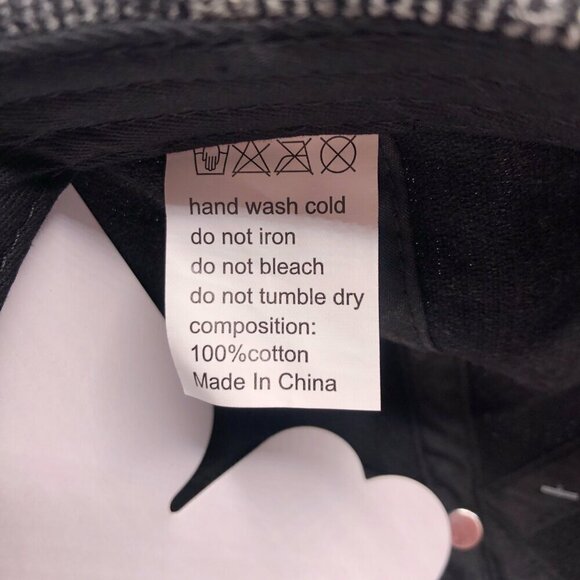 hand wash cold
do not iron
do not bleach
do not tumble dry
composition:
100%cotton
Made In China